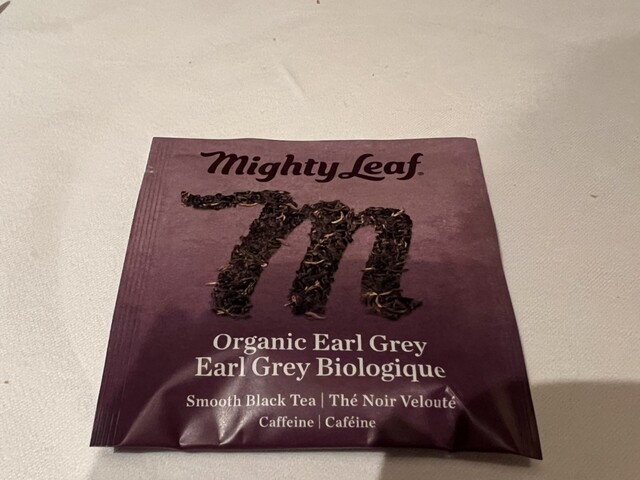 Mighty Leaf®
m
Organic Earl Grey
Earl Grey Biologique
Smooth Black Tea | Thé Noir Velouté
Caffeine | Caféine